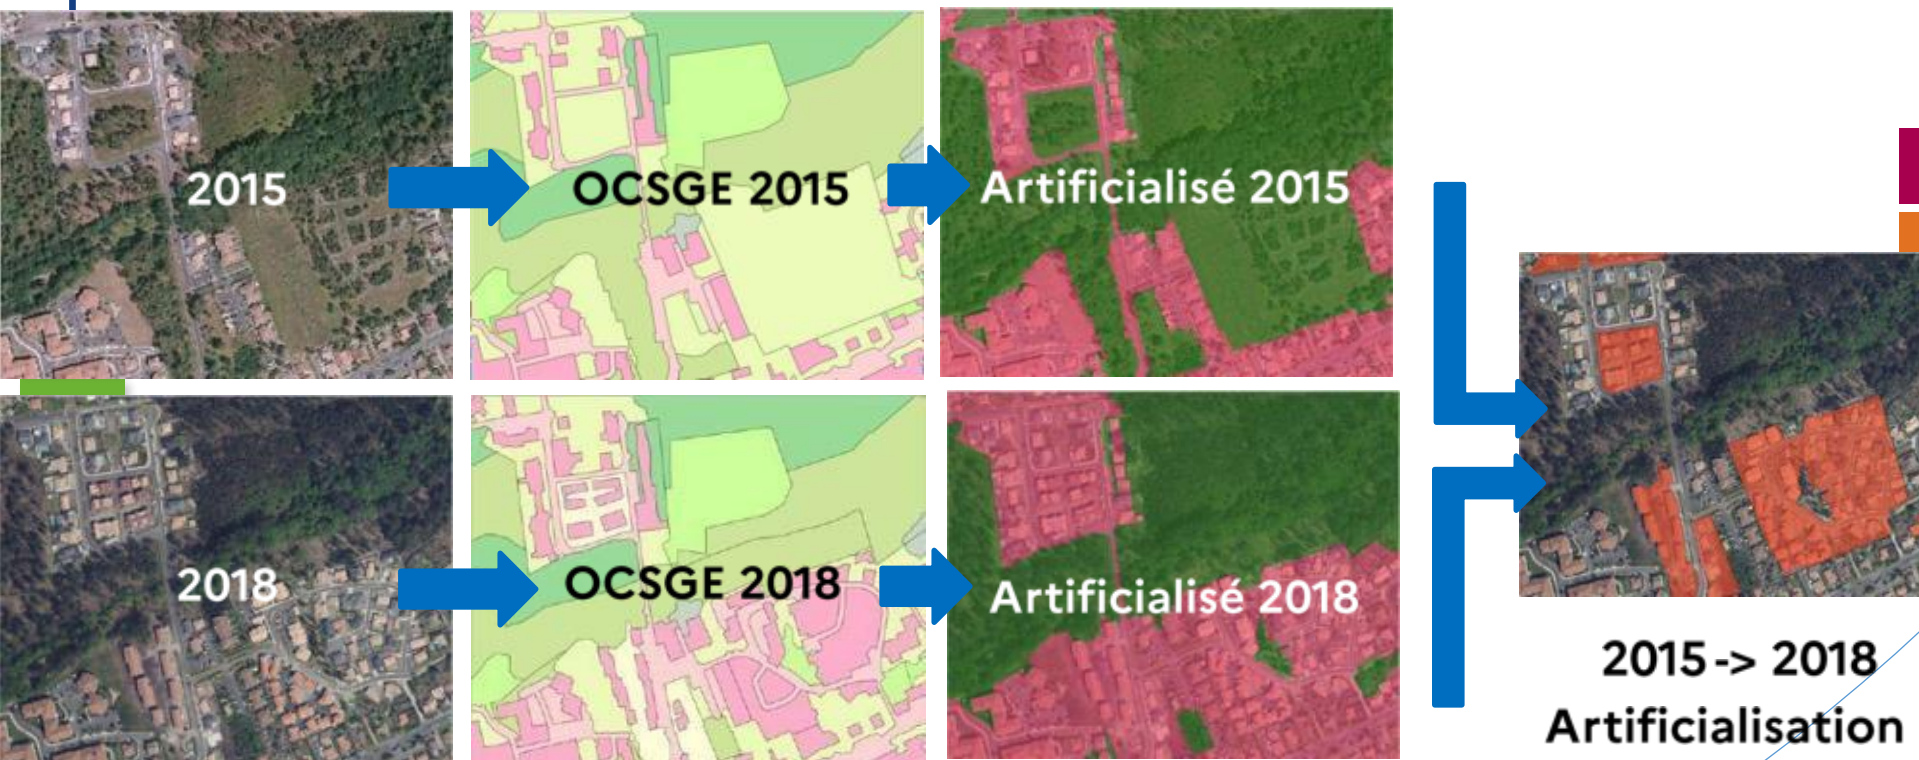 2015
OCSGE 2015
Artificialisé 2015
2018
OCSGE 2018
Artificialisé 2018
2015 -> 2018
Artificialisation